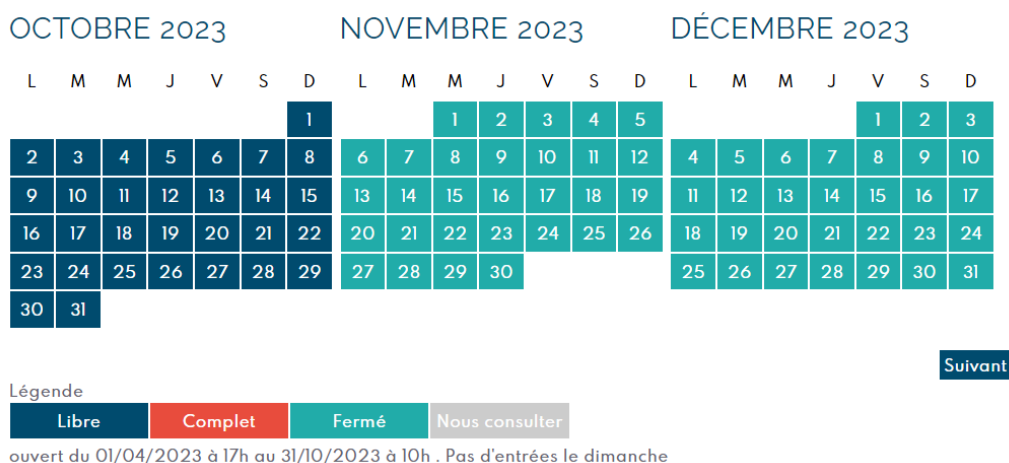 OCTOBRE 2023 NOVEMBRE 2023 DÉCEMBRE 2023
L M M J V S D L M M J V S D L M M J V S D
1 1 2 3 4 5 1 2 3
2 3 4 5 6 7 8 6 7 8 9 10 11 12 4 5 6 7 8 9 10
9 10 11 12 13 14 15 13 14 15 16 17 18 19 11 12 13 14 15 16 17
16 17 18 19 20 21 22 20 21 22 23 24 25 26 18 19 20 21 22 23 24
23 24 25 26 27 28 29 27 28 29 30 25 26 27 28 29 30 31
30 31
Suivant
Légende
Libre Complet Fermé Nous consulter
ouvert du 01/04/2023 à 17h au 31/10/2023 à 10h . Pas d'entrées le dimanche